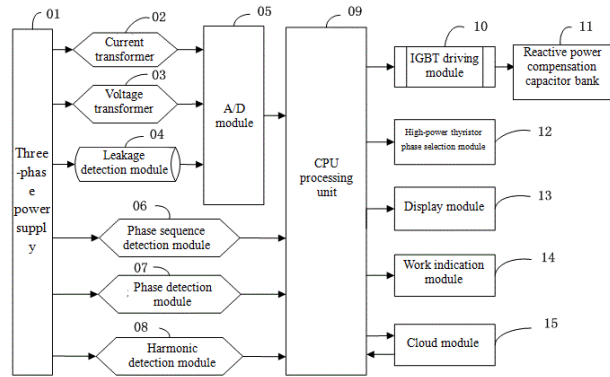 01
Three
-phase
power
supply
02
Current
transformer
03
Voltage
transformer
04
Leakage
detection module
05
A/D
module
06
Phase sequence
detection module
07
Phase detection
module
08
Harmonic
detection module
09
CPU
processing
unit
10
IGBT driving
module
11
Reactive power
compensation
capacitor bank
High-power thyristor
phase selection module
12
Display module
13
Work indication
module
14
Cloud module
15